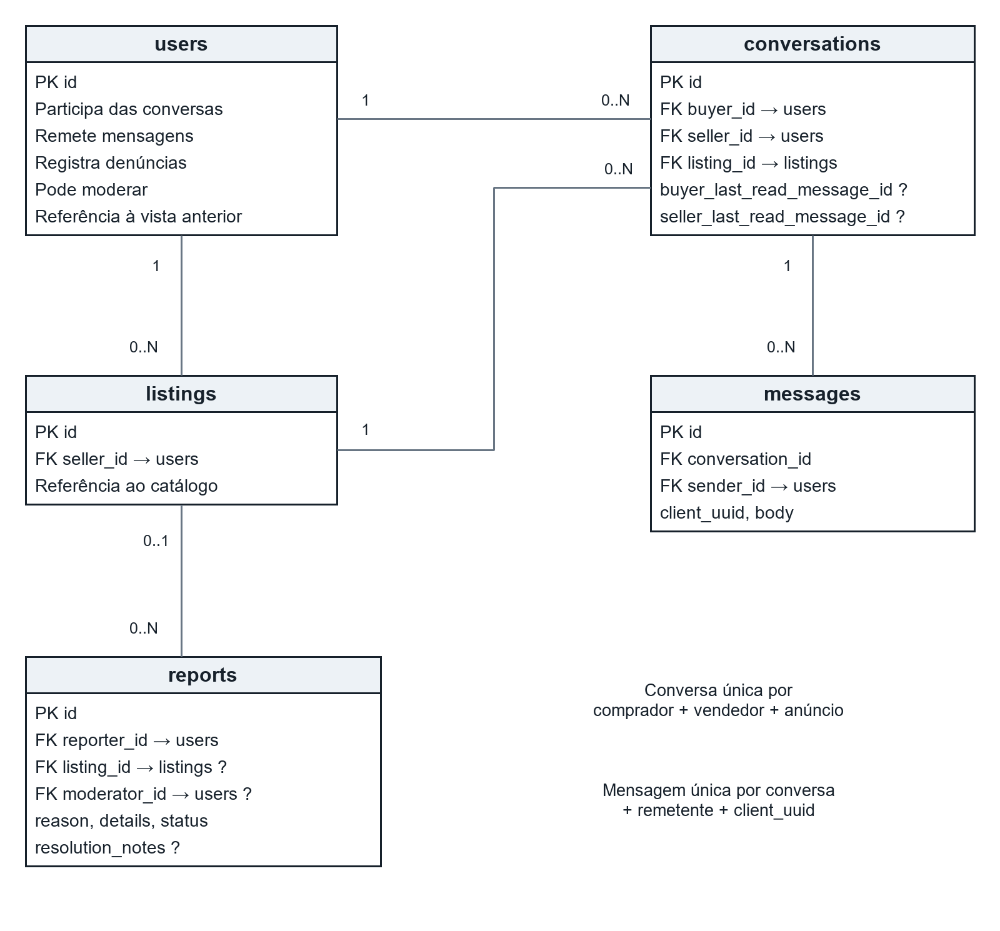 users
PK id
Participa das conversas
Remete mensagens
Registra denúncias
Pode moderar
Referência à vista anterior
1
0..N
conversations
PK id
FK buyer_id → users
FK seller_id → users
FK listing_id → listings
buyer_last_read_message_id ?
seller_last_read_message_id ?
0..N
1
0..N
1
0..N
listings
PK id
FK seller_id → users
Referência ao catálogo
1
messages
PK id
FK conversation_id
FK sender_id → users
client_uuid, body
0..1
0..N
reports
PK id
FK reporter_id → users
FK listing_id → listings ?
FK moderator_id → users ?
reason, details, status
resolution_notes ?
Conversa única por
comprador + vendedor + anúncio
Mensagem única por conversa
+ remetente + client_uuid